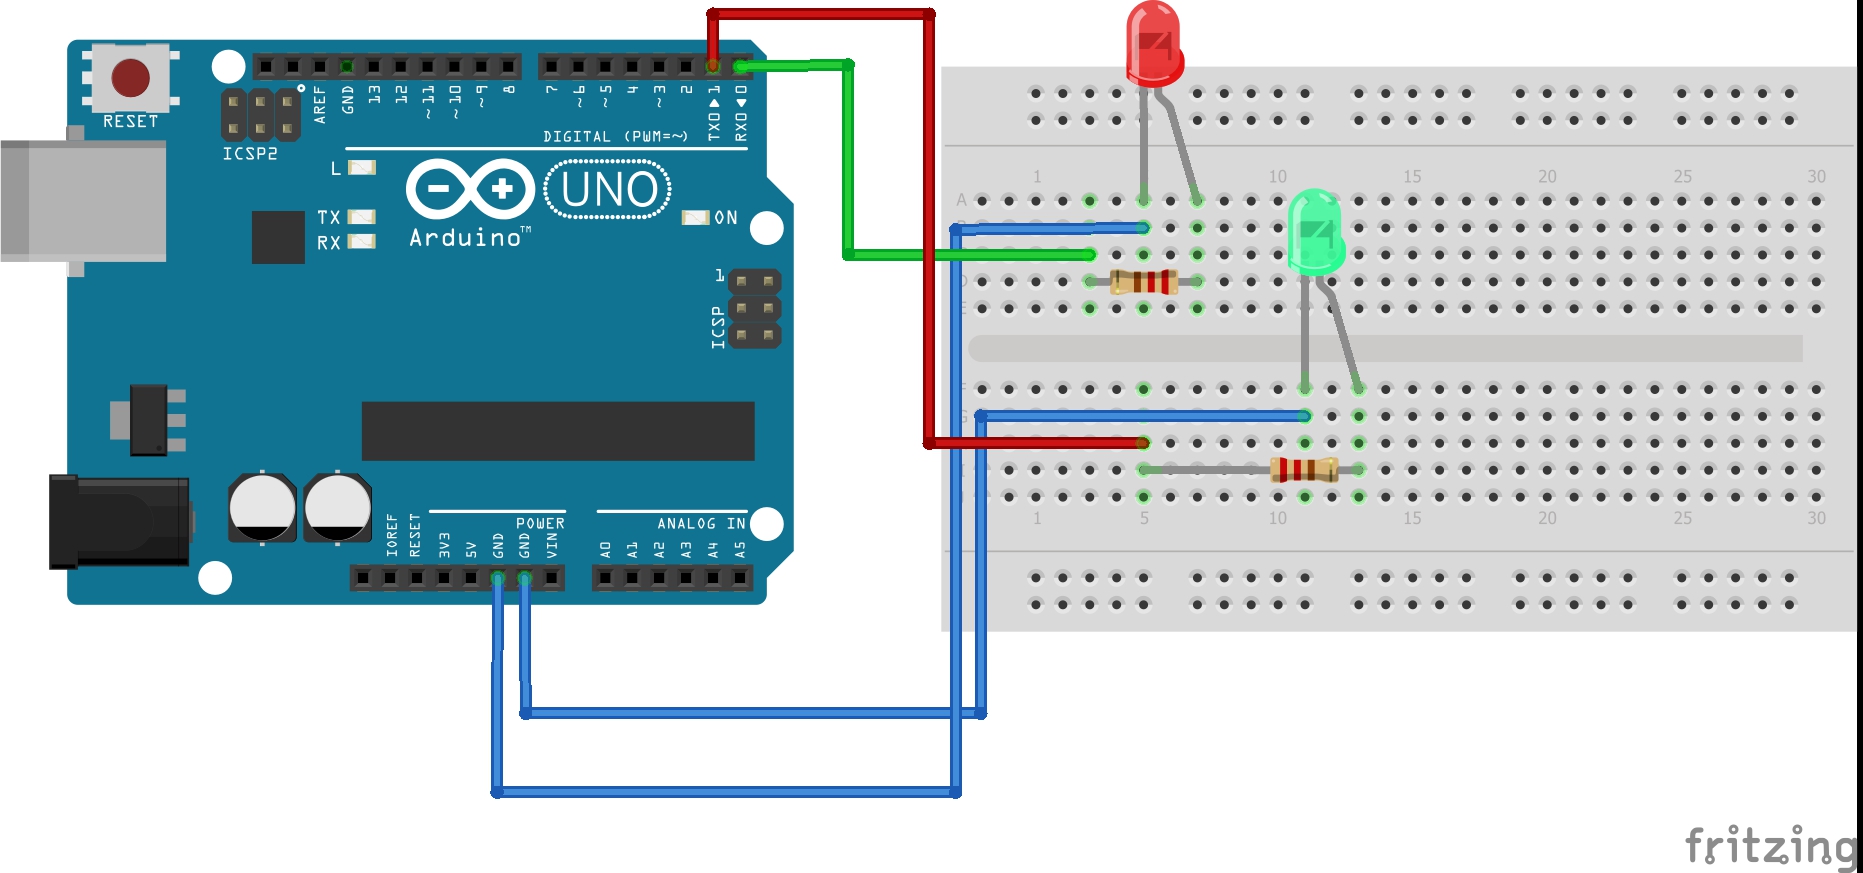 RESET
ICSP2
AREF
GND
13
12
~11
~10
~9
8
7
~6
~5
4
~3
2
TX0 ▶ 1
RX0 ◀ 0
DIGITAL (PWM=~)
L
TX
RX
UNO
Arduino™
ON
1
ICSP
IOREF
RESET
3V3
5V
GND
GND
VIN
POWER
ANALOG IN
A0
A1
A2
A3
A4
A5
1 10 15 20 25 30
A
1 5 10 15 20 25 30
fritzing